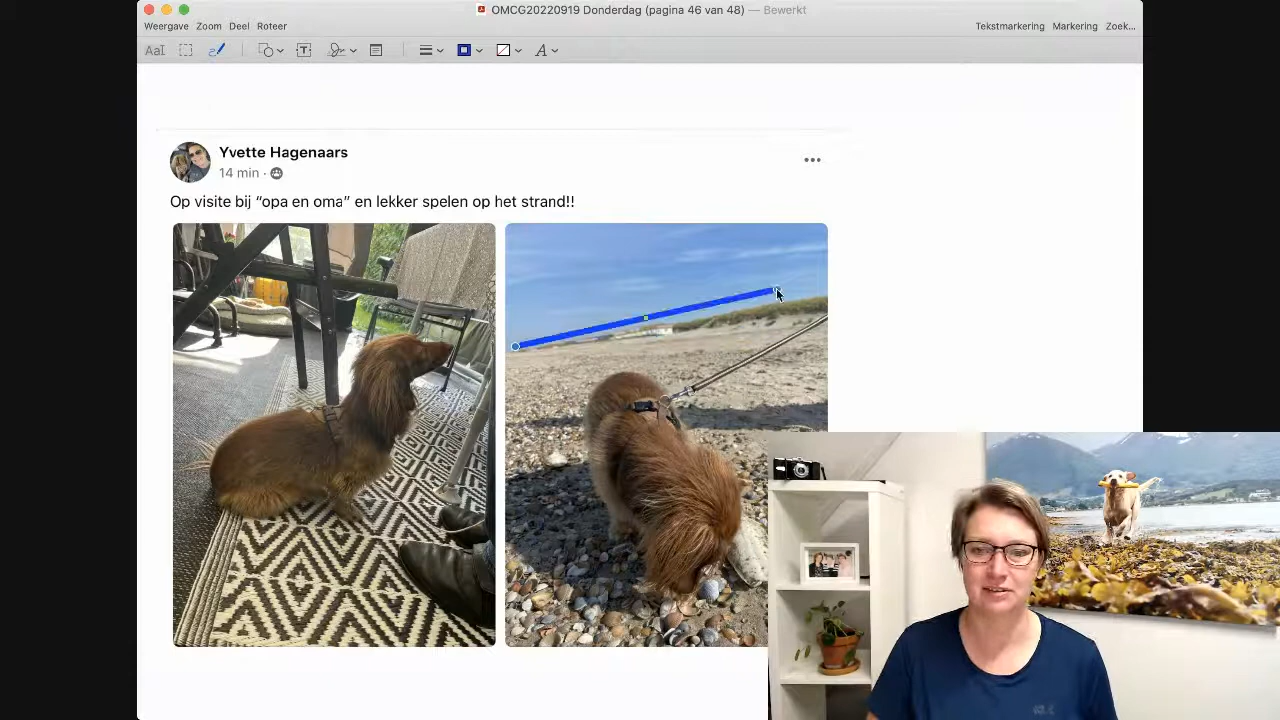 OMCG20220919 Donderdag (pagina 46 van 48) — Bewerkt
Weergave Zoom Deel Roteer Tekstmarkering Markering Zoek...
AaI T A
Yvette Hagenaars
14 min ·
Op visite bij “opa en oma” en lekker spelen op het strand!!